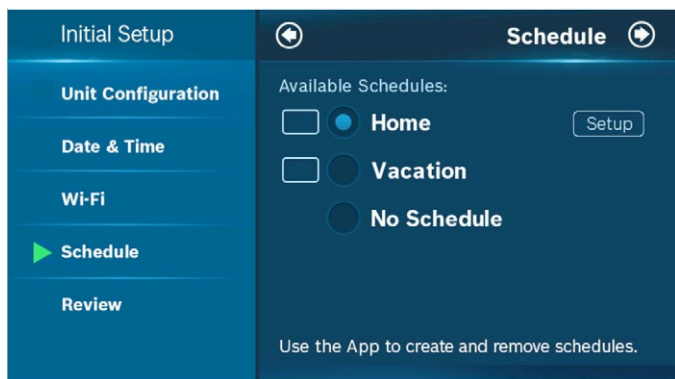 Initial Setup
Unit Configuration
Date & Time
Wi-Fi
Schedule
Review
Schedule
Available Schedules:
Home
Setup
Vacation
No Schedule
Use the App to create and remove schedules.